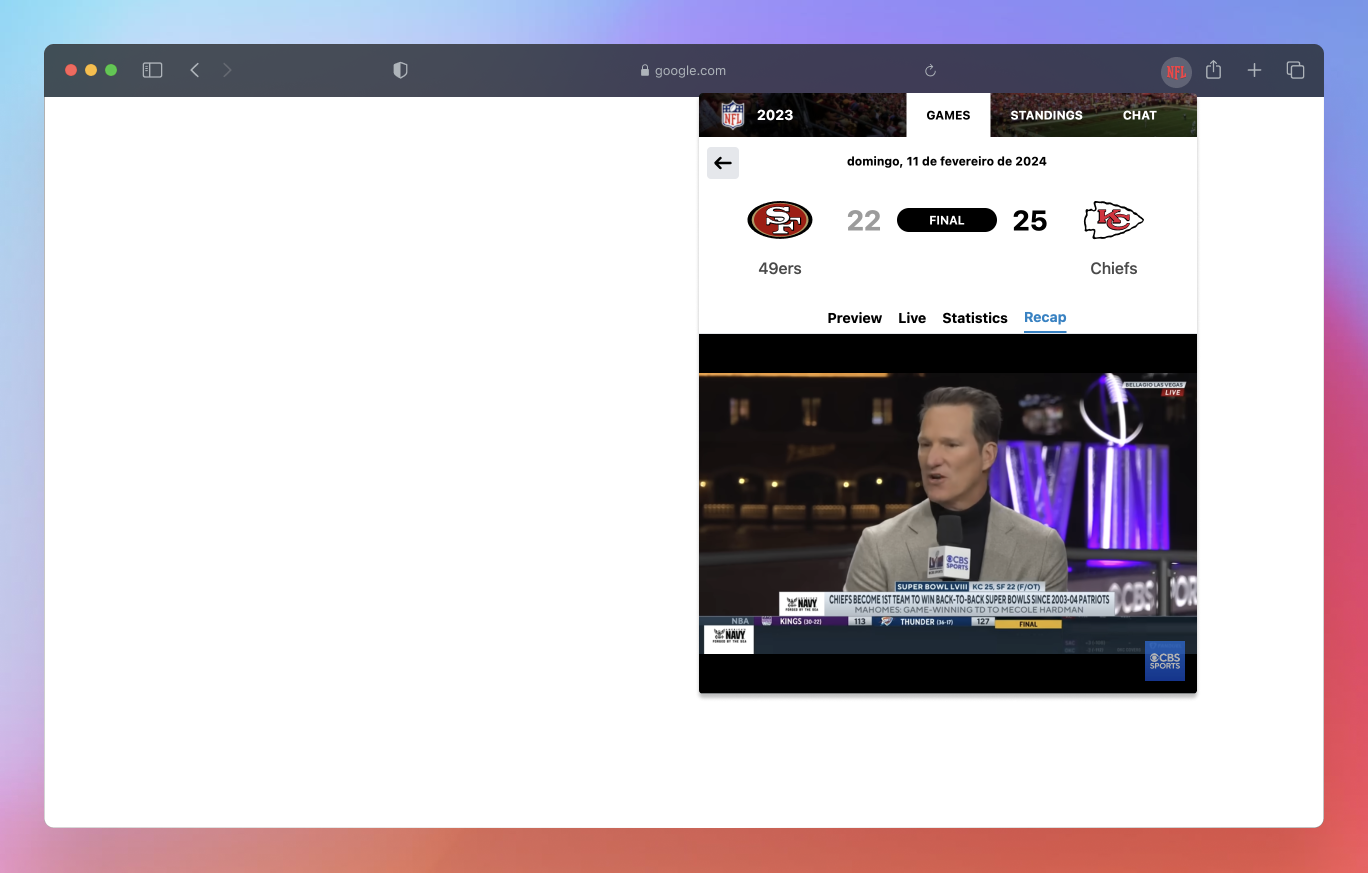 google.com
NFL
NFL
2023
GAMES
STANDINGS
CHAT
domingo, 11 de fevereiro de 2024
SF
22
FINAL
25
KC
49ers
Chiefs
Preview
Live
Statistics
Recap
BELLAGIO LAS VEGAS
LIVE
CBS
SPORTS
CBS
SUPER BOWL LVIII
KC 25, SF 22 (F/OT)
NAVY
FORGED BY THE SEA
CHIEFS BECOME 1ST TEAM TO WIN BACK-TO-BACK SUPER BOWLS SINCE 2003-04 PATRIOTS
MAHOMES: GAME-WINNING TD TO MECOLE HARDMAN
NBA
KINGS (30-22)
113
THUNDER (36-17)
127
FINAL
NAVY
FORGED BY THE SEA
CBS
SPORTS